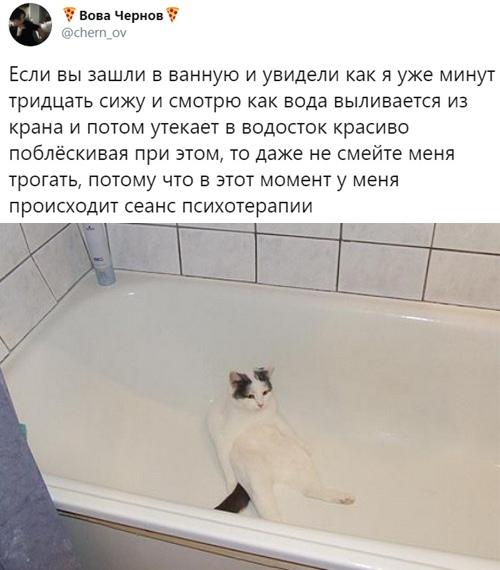 🍕Вова Чернов🍕
@chern_ov
Если вы зашли в ванную и увидели как я уже минут
тридцать сижу и смотрю как вода выливается из
крана и потом утекает в водосток красиво
поблёскивая при этом, то даже не смейте меня
трогать, потому что в этот момент у меня
происходит сеанс психотерапии